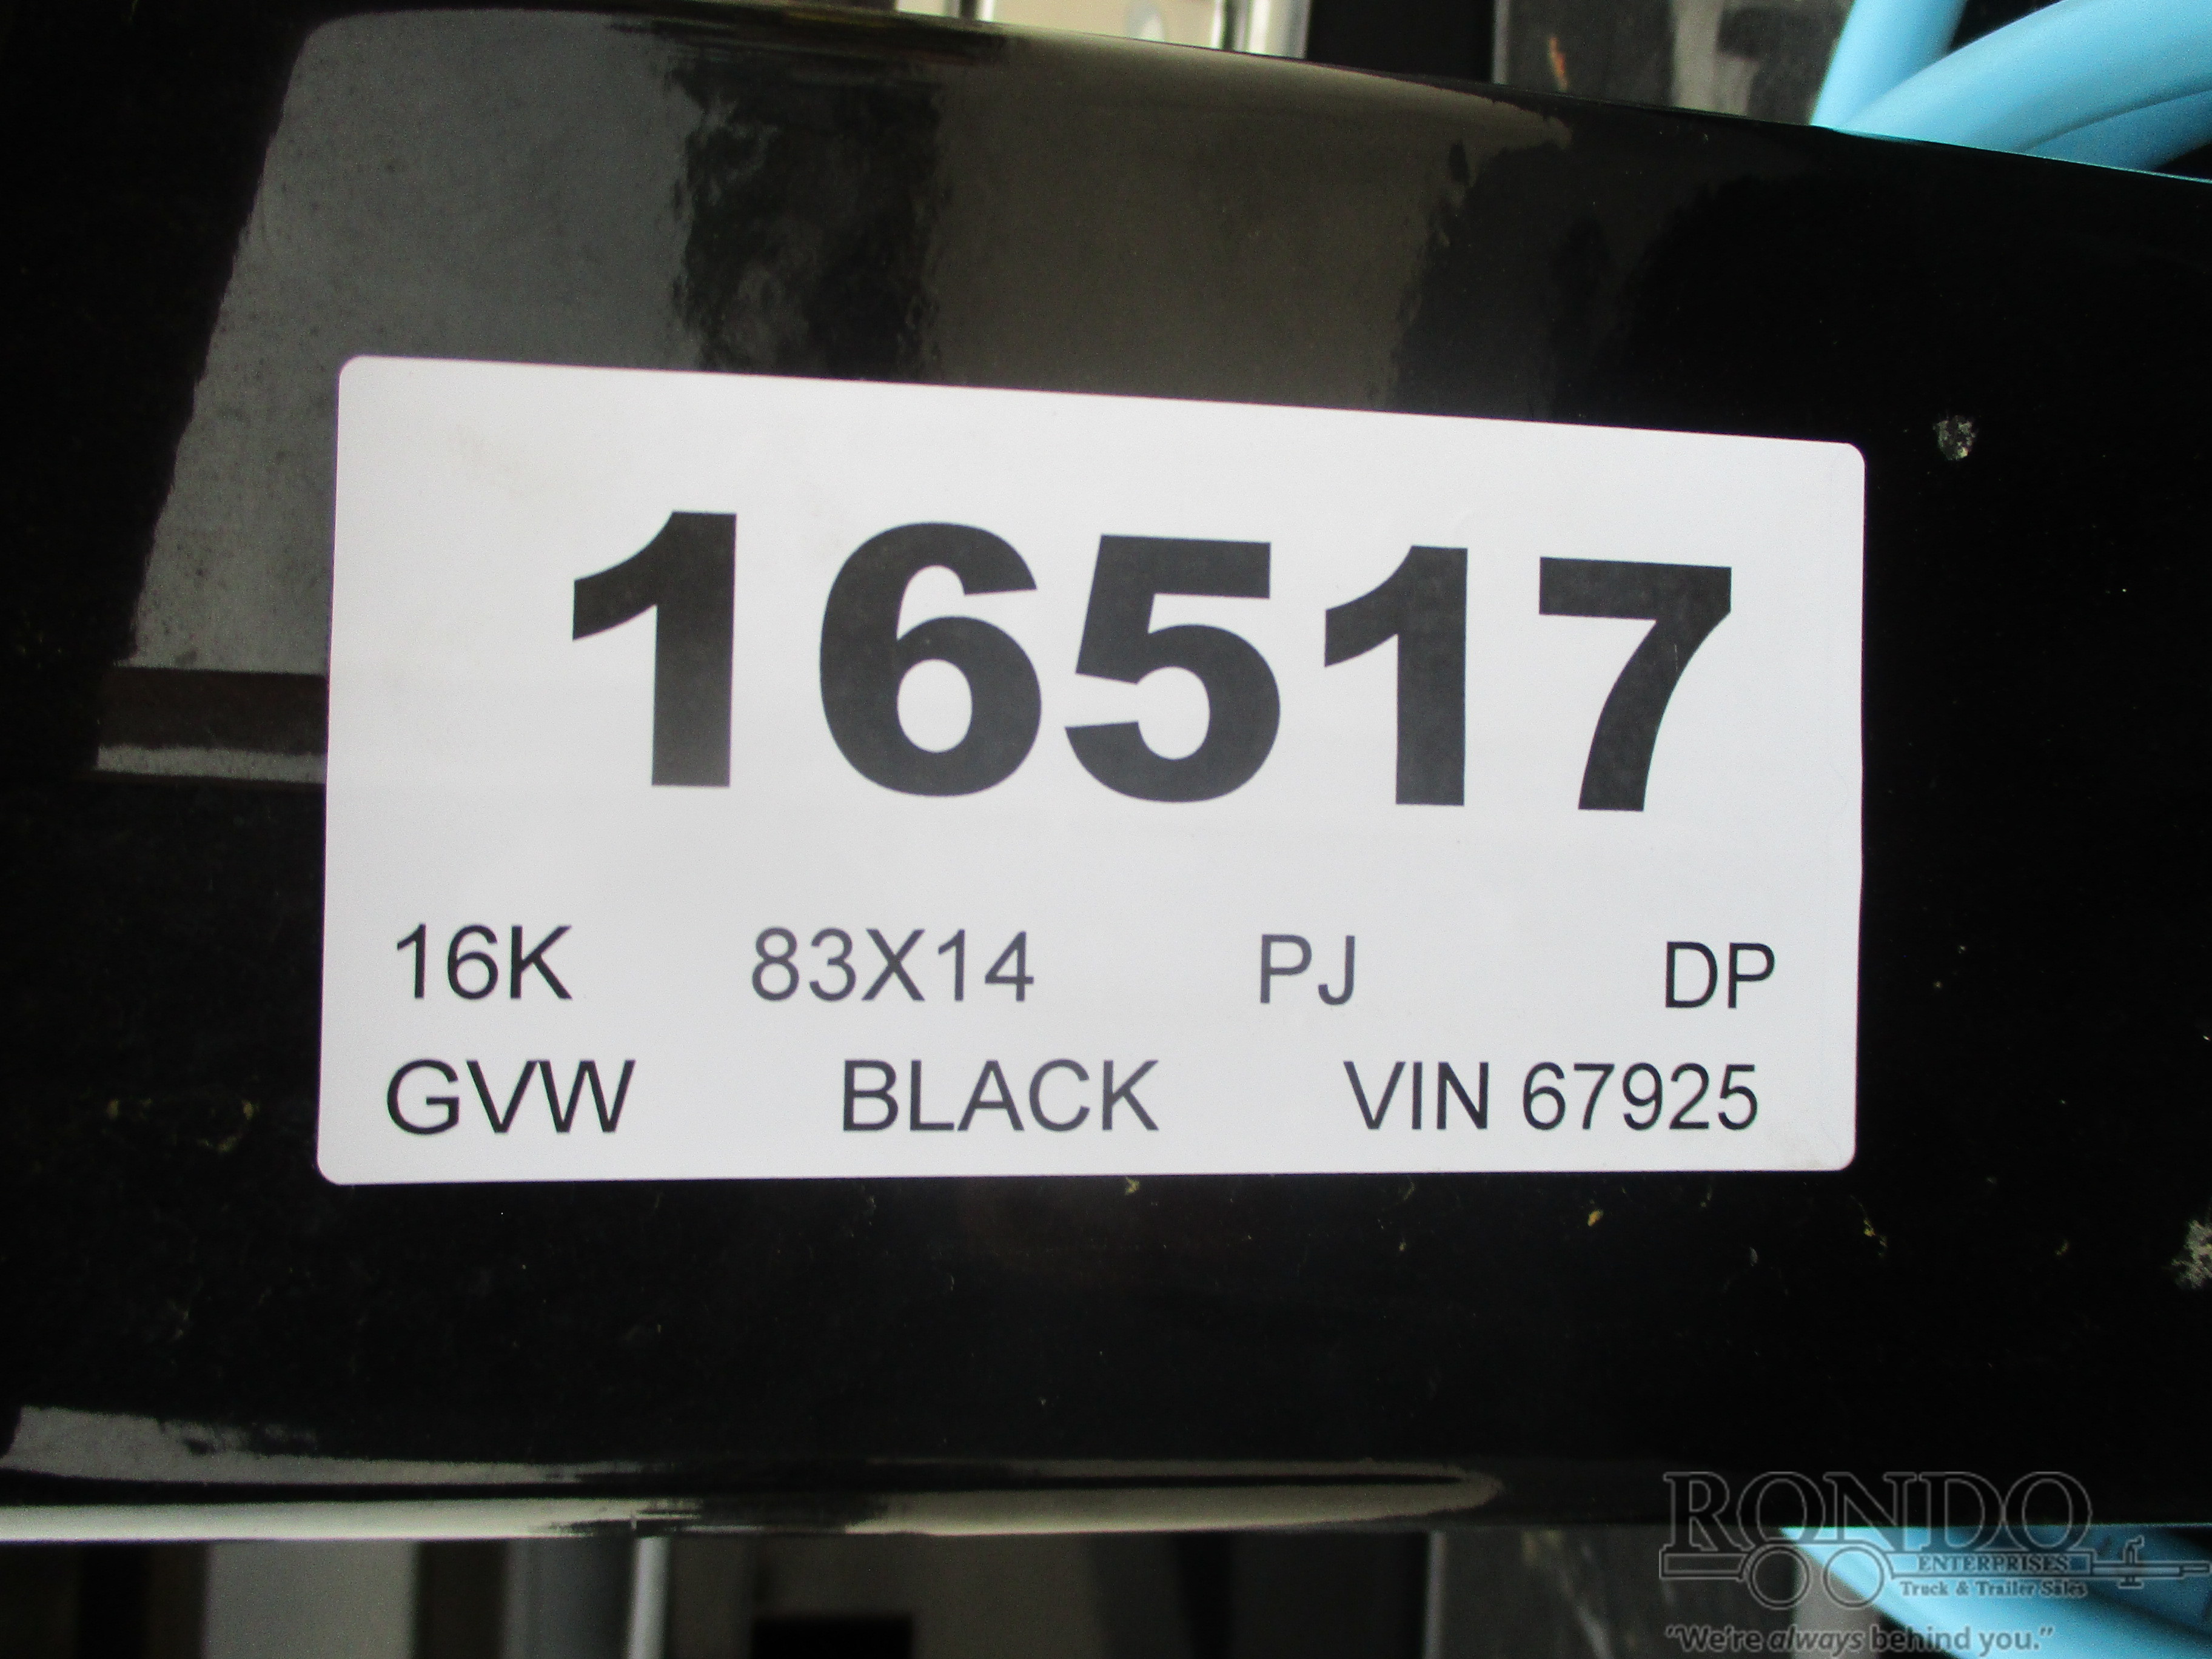 16517
16K 83X14 PJ DP
GVW BLACK VIN 67925
RONDO
ENTERPRISES
Truck & Trailer Sales
"We're always behind you."